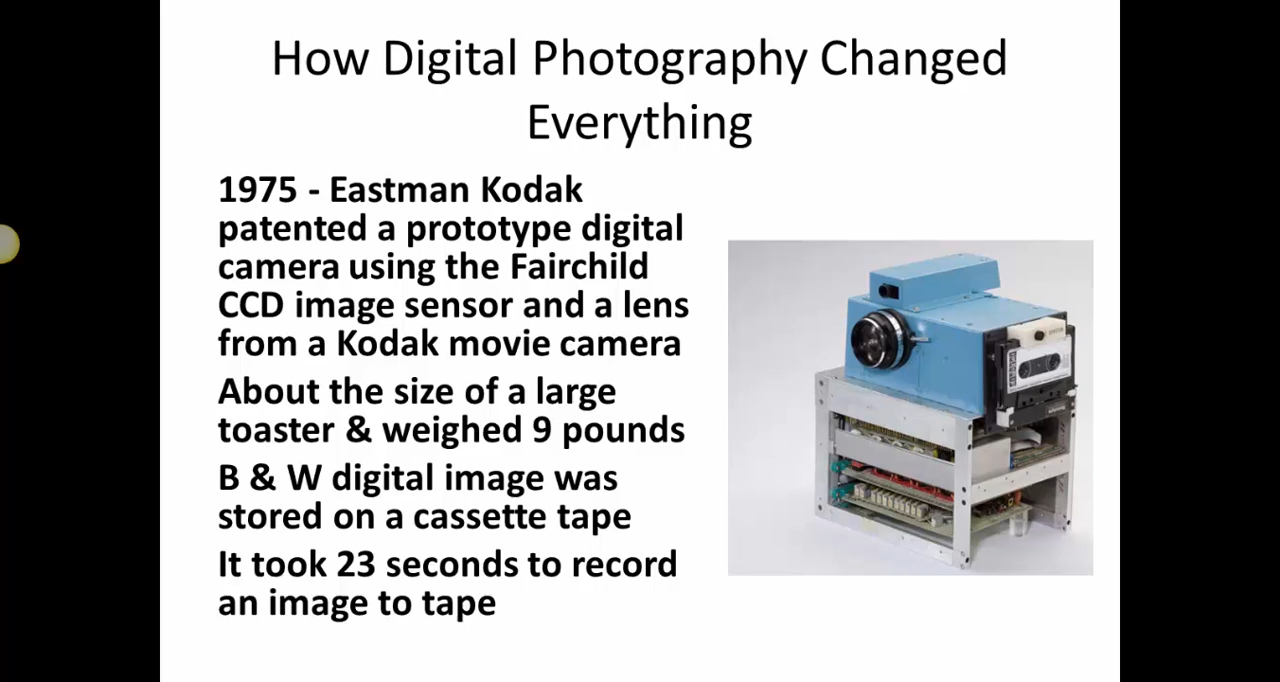 How Digital Photography Changed
Everything
1975 - Eastman Kodak
patented a prototype digital
camera using the Fairchild
CCD image sensor and a lens
from a Kodak movie camera
About the size of a large
toaster & weighed 9 pounds
B & W digital image was
stored on a cassette tape
It took 23 seconds to record
an image to tape